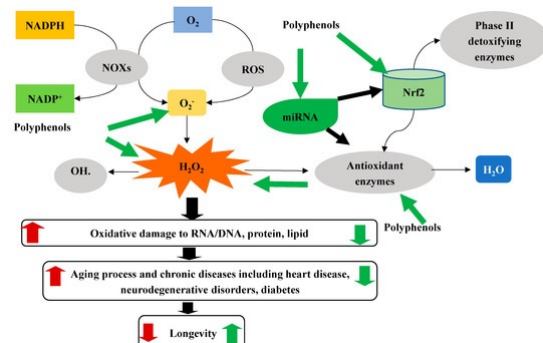 NADPH
O₂
Polyphenols
Phase II
detoxifying
enzymes
NOXs
ROS
Nrf2
NADP⁺
O₂⁻
miRNA
Polyphenols
OH.
H₂O₂
Antioxidant
enzymes
H₂O
Polyphenols
Oxidative damage to RNA/DNA, protein, lipid
Aging process and chronic diseases including heart disease,
neurodegenerative disorders, diabetes
Longevity